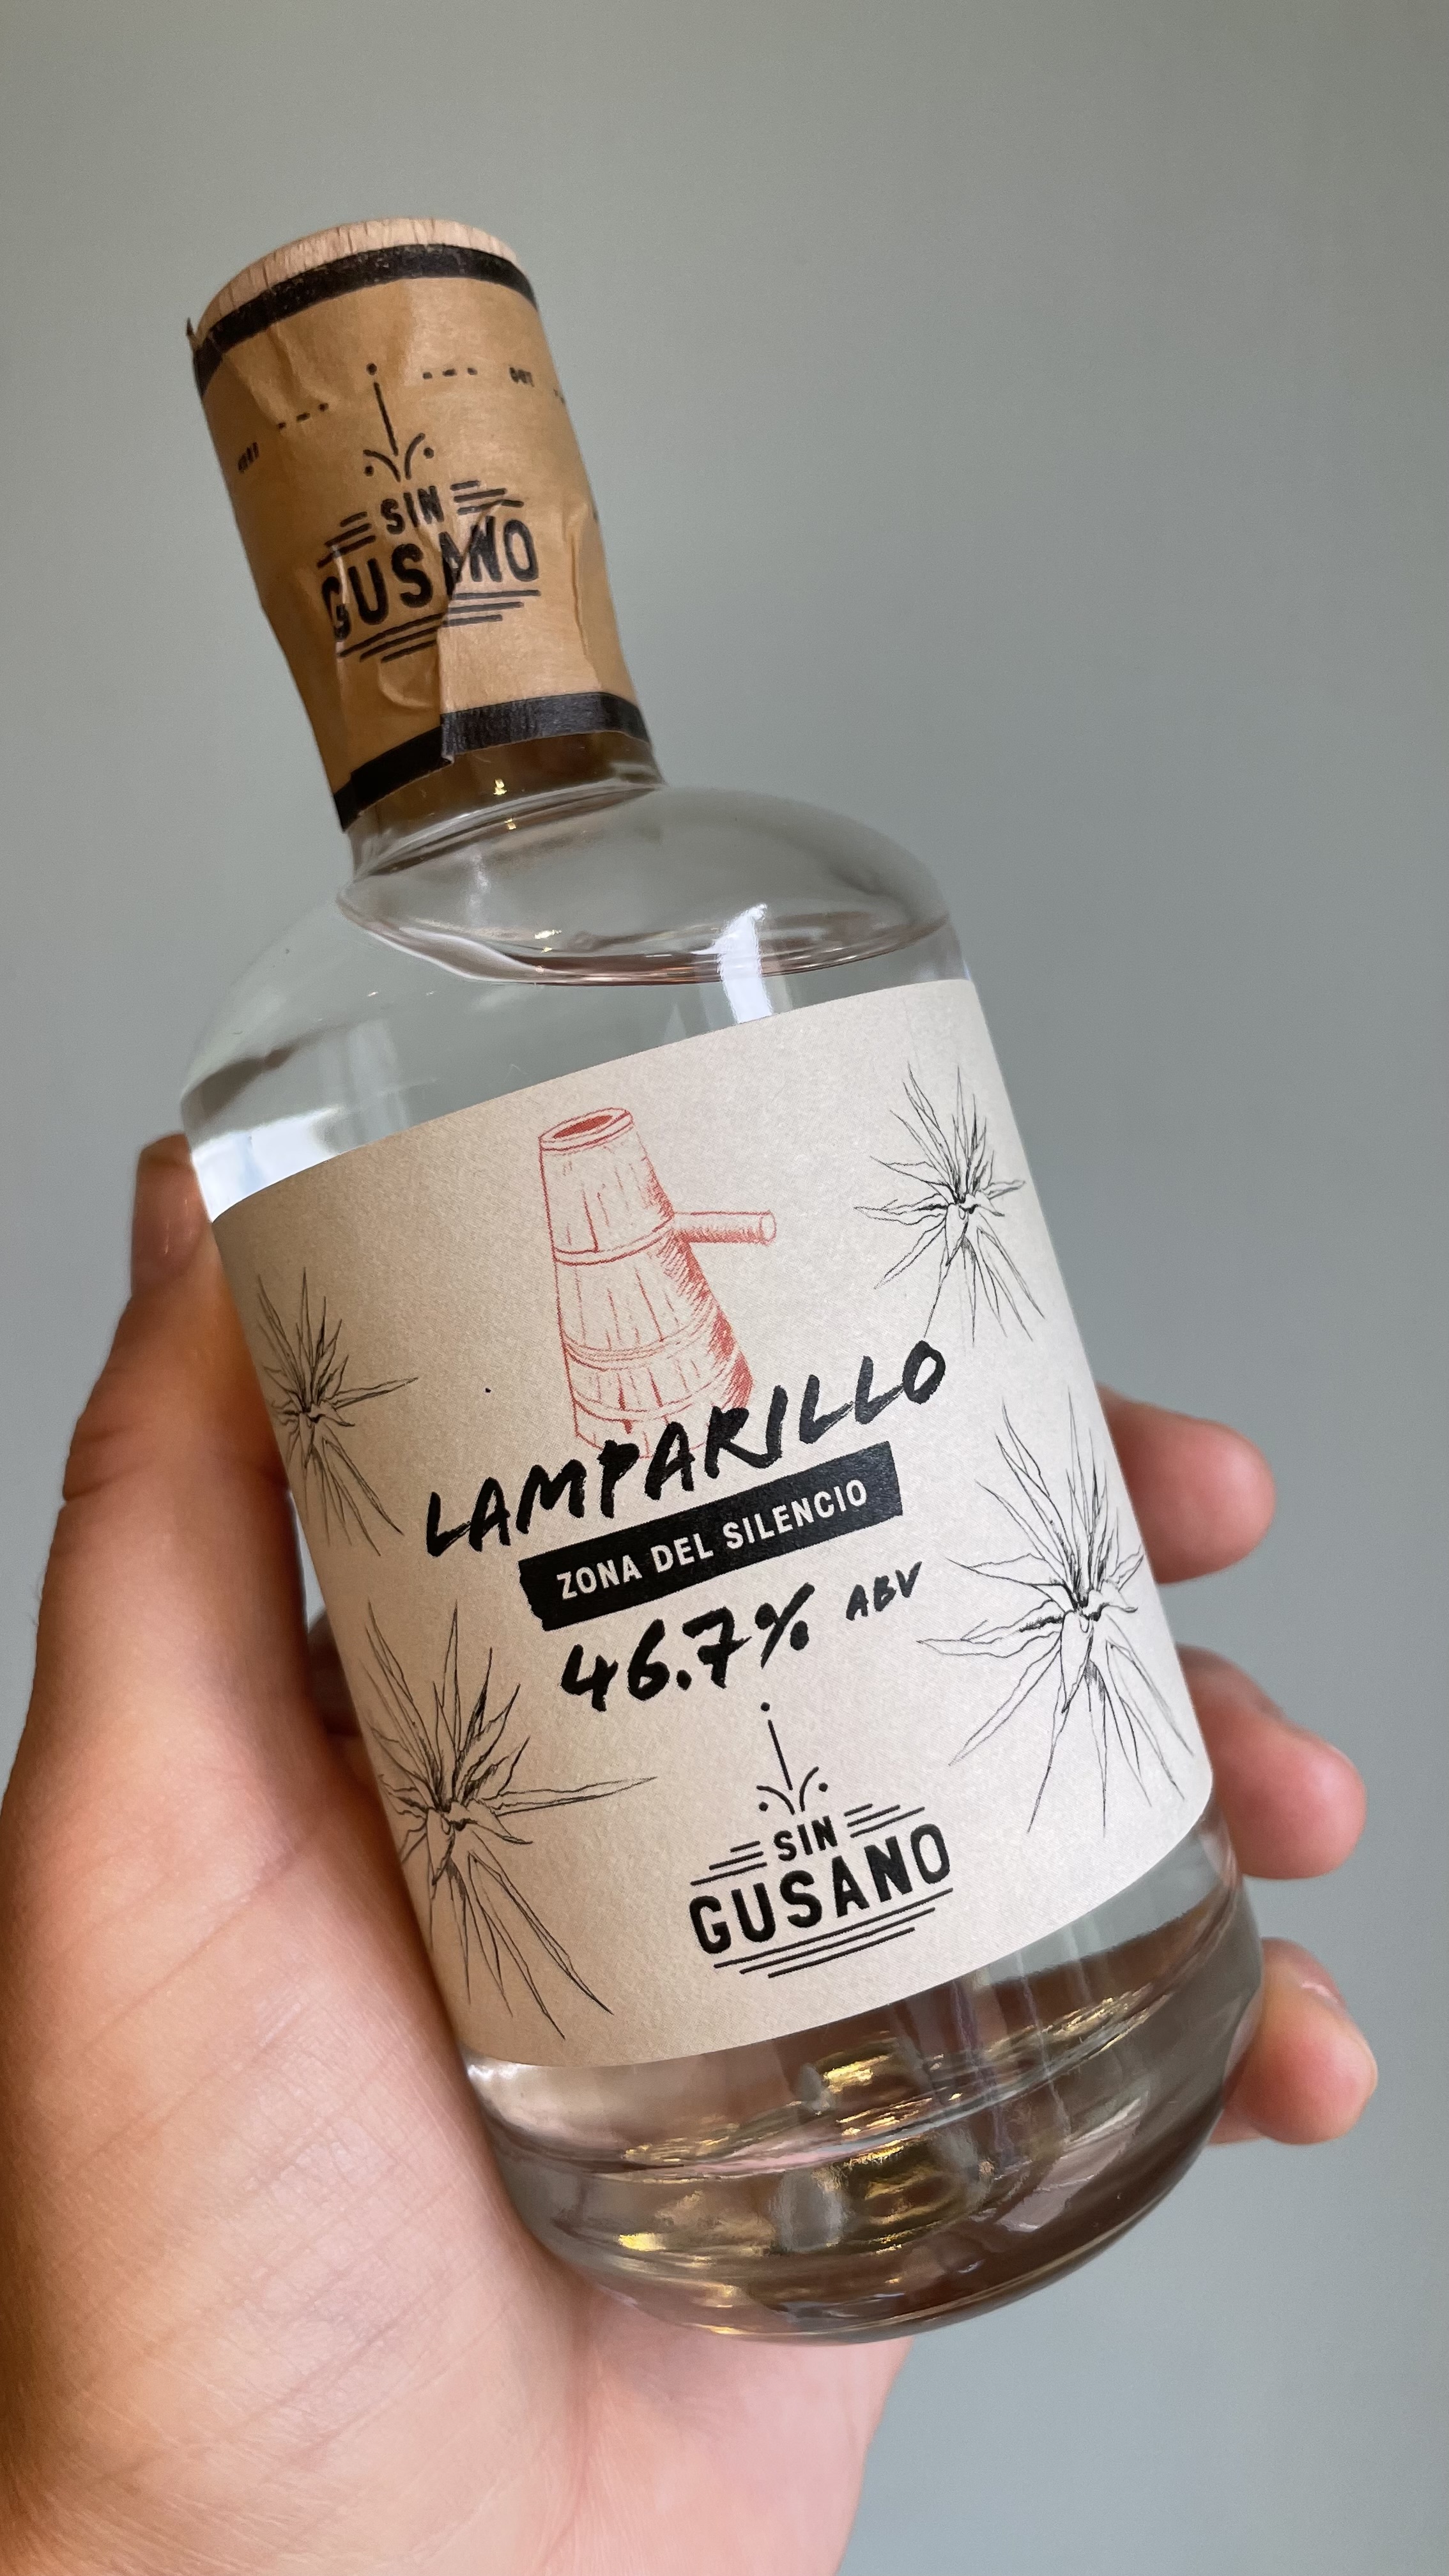 SIN
GUSANO
LAMPARILLO
ZONA DEL SILENCIO
46.7% ABV
SIN
GUSANO